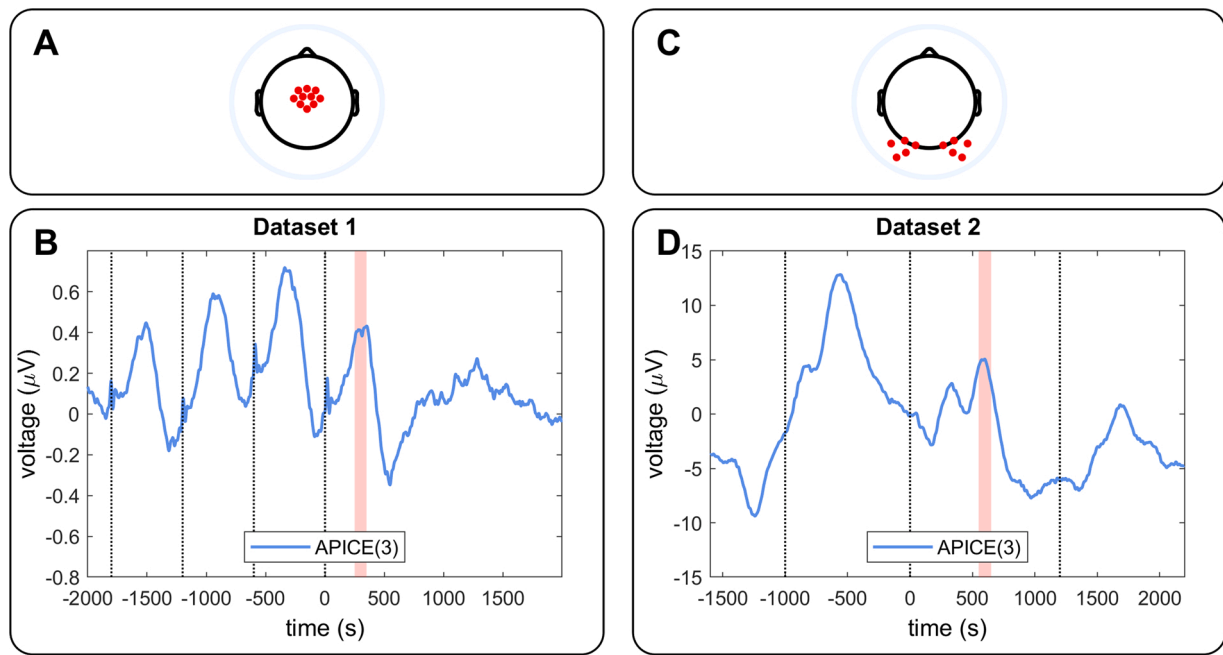 A
C
B
Dataset 1
0.6
0.4
0.2
0
-0.2
-0.4
-0.6
-0.8
voltage (μV)
APICE(3)
-2000 -1500 -1000 -500 0 500 1000 1500
time (s)
D
Dataset 2
15
10
5
0
-5
-10
-15
voltage (μV)
APICE(3)
-1500 -1000 -500 0 500 1000 1500 2000
time (s)